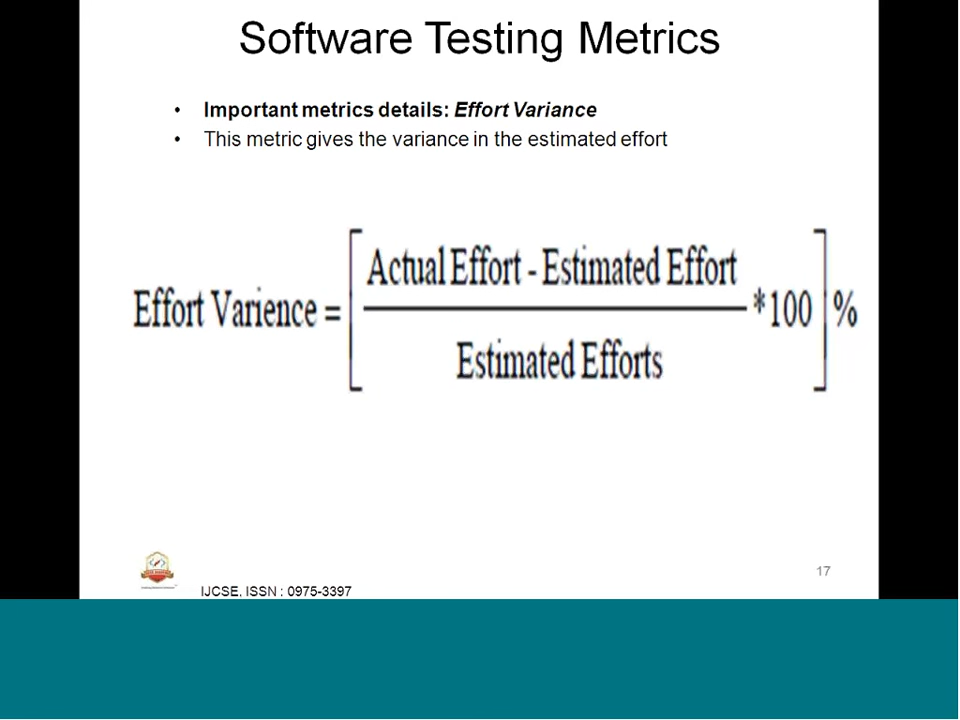 Software Testing Metrics
• Important metrics details: Effort Variance
• This metric gives the variance in the estimated effort
Effort Varience = [ Actual Effort - Estimated Effort
Estimated Efforts
*100 ] %
17
IJCSE, ISSN : 0975-3397